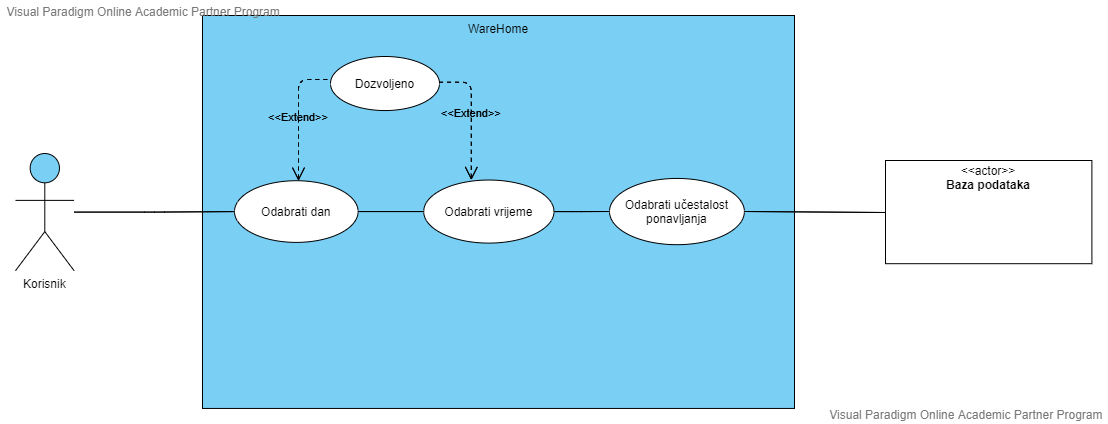 Visual Paradigm Online Academic Partner Program
WareHome
Dozvoljeno
<<Extend>>
<<Extend>>
<<actor>>
Baza podataka
Odabrati dan
Odabrati vrijeme
Odabrati učestalost
ponavljanja
Korisnik
Visual Paradigm Online Academic Partner Program